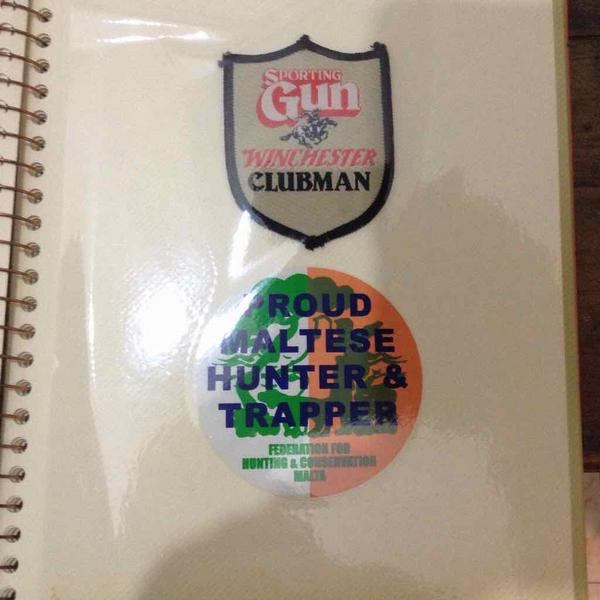 SPORTING
Gun
WINCHESTER
CLUBMAN
PROUD
MALTESE
HUNTER &
TRAPPER
FEDERATION FOR
HUNTING & CONSERVATION
MALTA